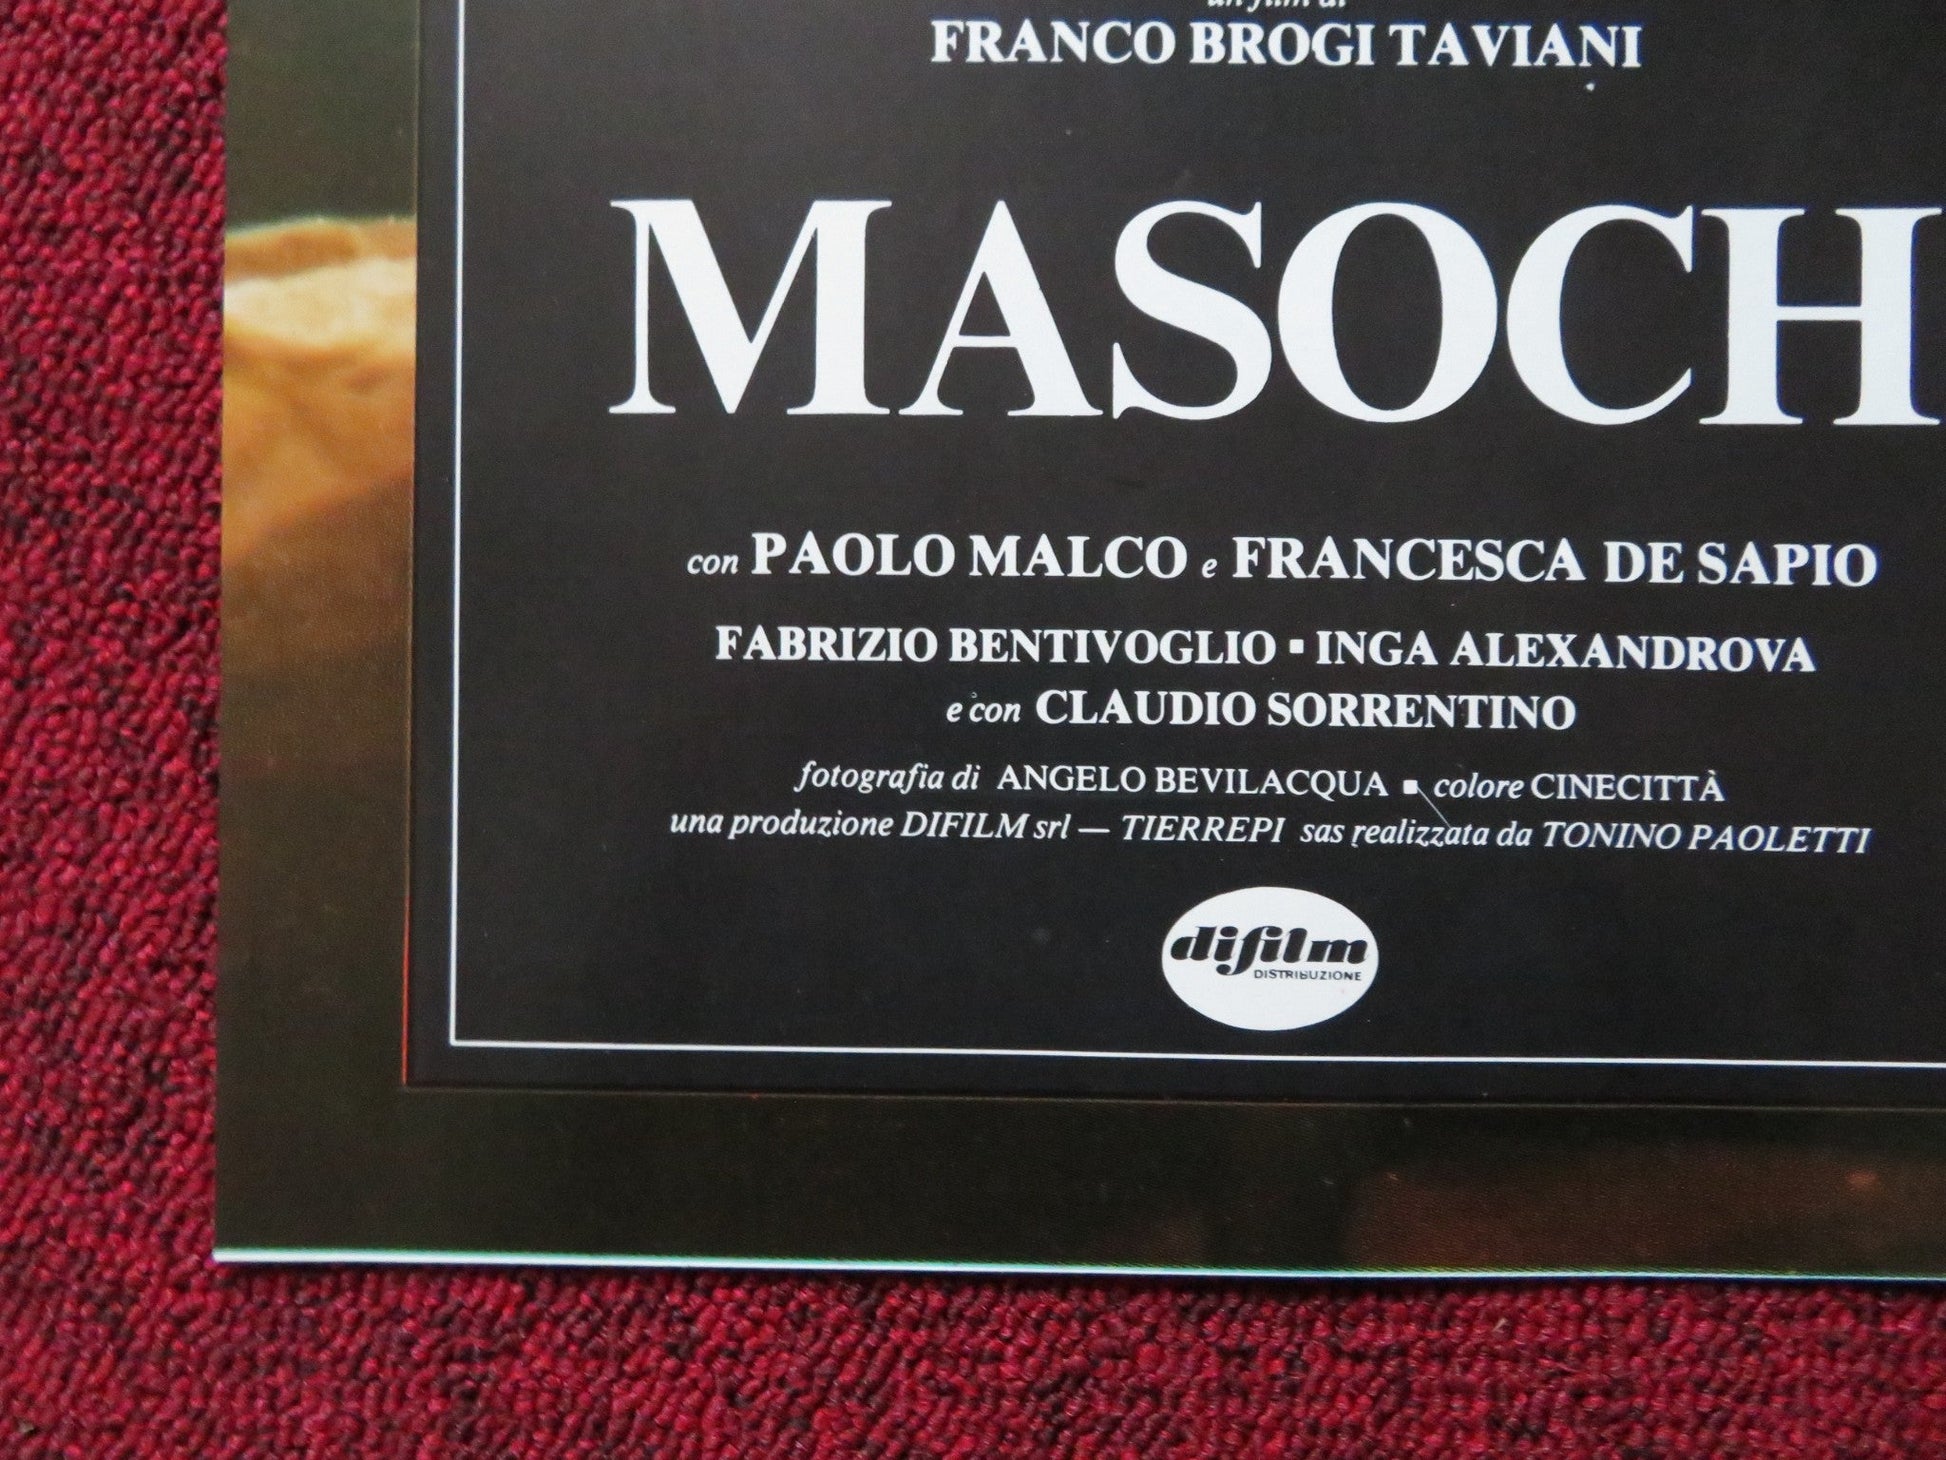 un film di
FRANCO BROGI TAVIANI
MASOCH
con PAOLO MALCO e FRANCESCA DE SAPIO
FABRIZIO BENTIVOGLIO ▪ INGA ALEXANDROVA
e con CLAUDIO SORRENTINO
fotografia di ANGELO BEVILACQUA ▪ colore CINECITTÀ
una produzione DIFILM srl — TIERREPI sas realizzata da TONINO PAOLETTI
difilm
DISTRIBUZIONE